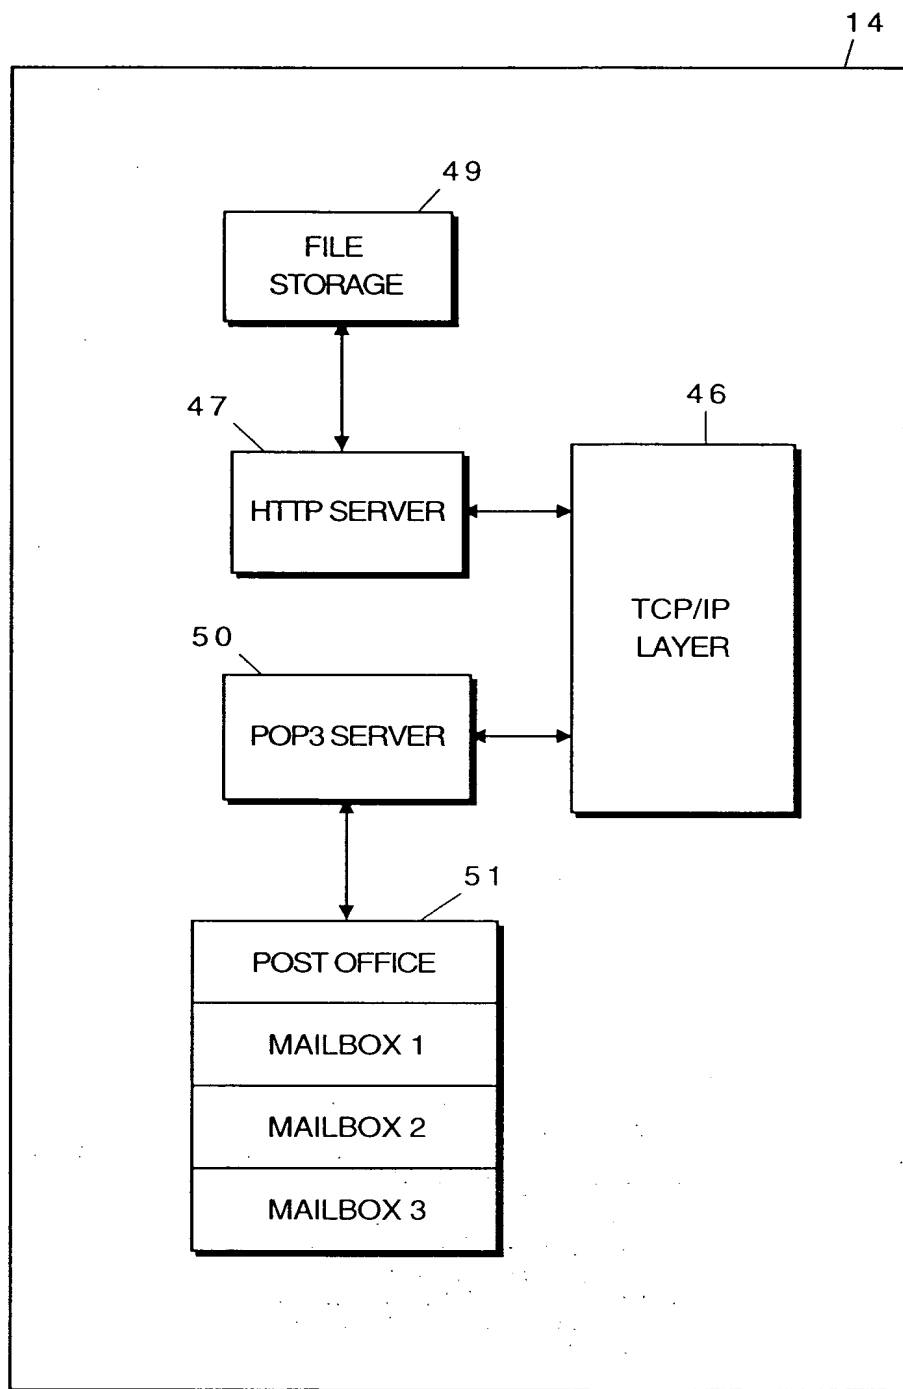 14
49
FILE
STORAGE
47
46
HTTP SERVER
TCP/IP
LAYER
50
POP3 SERVER
51
POST OFFICE
MAILBOX 1
MAILBOX 2
MAILBOX 3